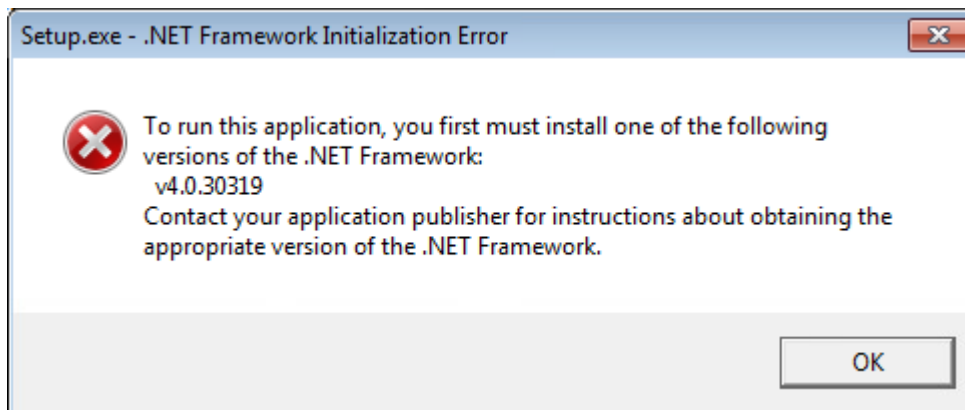 Setup.exe - .NET Framework Initialization Error
To run this application, you first must install one of the following
versions of the .NET Framework:
v4.0.30319
Contact your application publisher for instructions about obtaining the
appropriate version of the .NET Framework.
OK